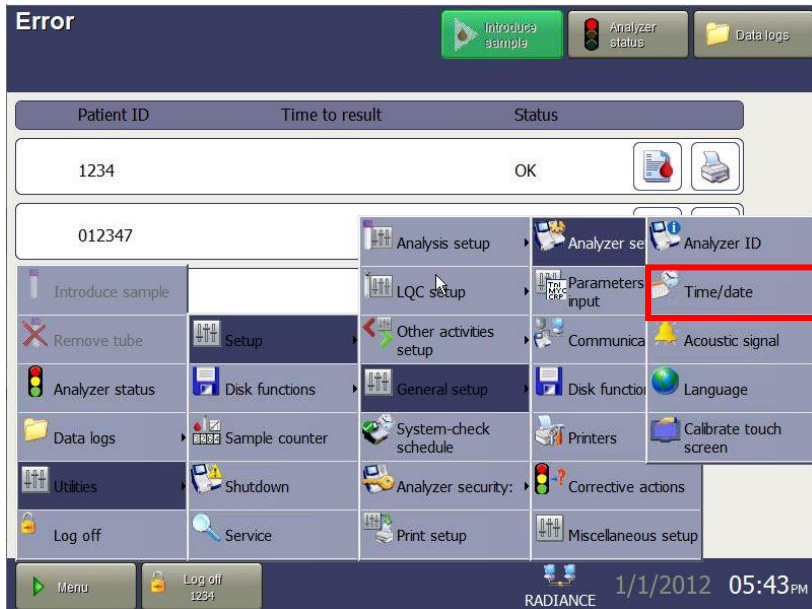 Error
Introduce
sample
Analyzer
status
Data logs
Patient ID Time to result Status
1234 OK
012347
Introduce sample
Remove tube
Analyzer status
Data logs
Utilities
Log off
Setup
Disk functions
Sample counter
Shutdown
Service
Analysis setup
LQC setup
Other activities
setup
General setup
System-check
schedule
Analyzer security:
Print setup
Analyzer se
Parameters
input
Communica
Disk function
Printers
Corrective actions
Miscellaneous setup
Analyzer ID
Time/date
Acoustic signal
Language
Calibrate touch
screen
Menu
Log off
1234
RADIANCE
1/1/2012 05:43 PM